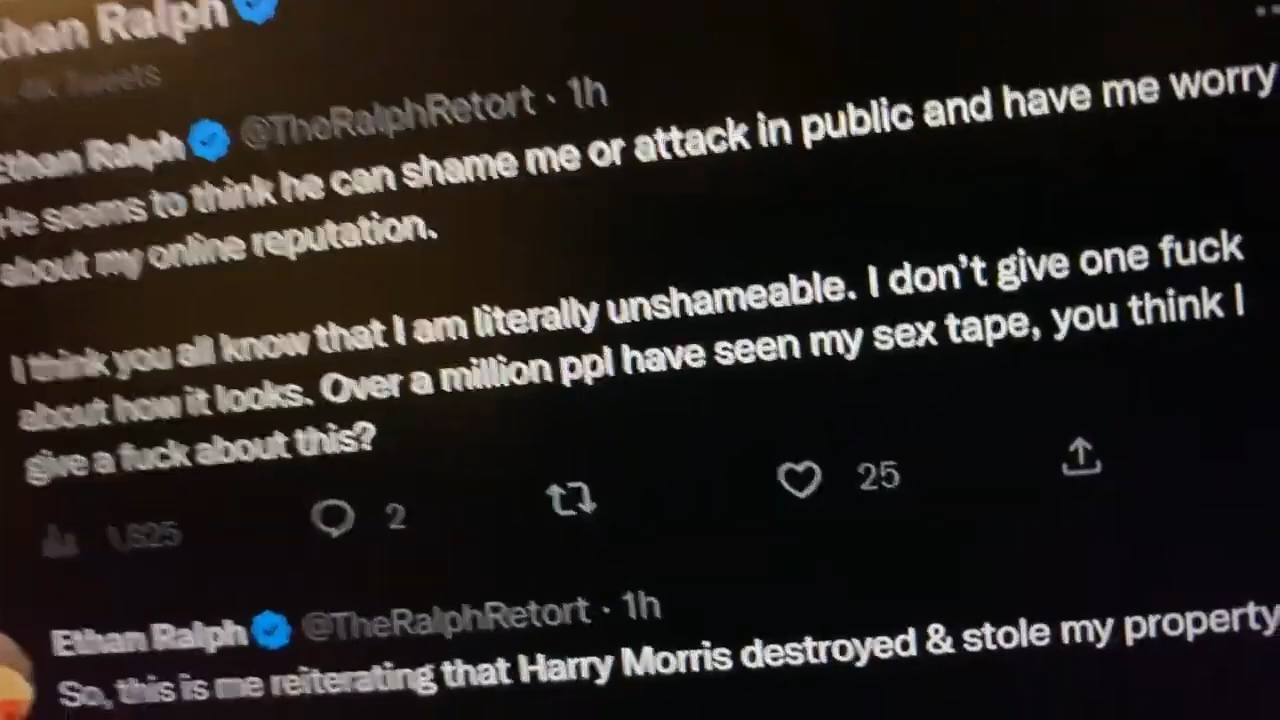 han Ralph
Tweets
Ethan Ralph @TheRalphRetort · 1h
He seems to think he can shame me or attack in public and have me worry
about my online reputation.
I think you all know that I am literally unshameable. I don't give one fuck
about how it looks. Over a million ppl have seen my sex tape, you think I
give a fuck about this?
2 25
Ethan Ralph @TheRalphRetort · 1h
So, this is me reiterating that Harry Morris destroyed & stole my property